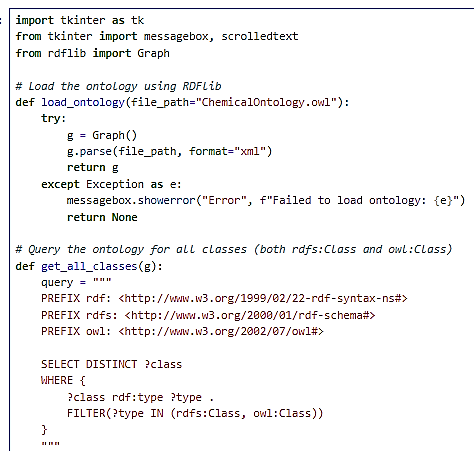 import tkinter as tk
from tkinter import messagebox, scrolledtext
from rdflib import Graph

# Load the ontology using RDFLib
def load_ontology(file_path="ChemicalOntology.owl"):
    try:
        g = Graph()
        g.parse(file_path, format="xml")
        return g
    except Exception as e:
        messagebox.showerror("Error", f"Failed to load ontology: {e}")
        return None

# Query the ontology for all classes (both rdfs:Class and owl:Class)
def get_all_classes(g):
    query = """
    PREFIX rdf: <http://www.w3.org/1999/02/22-rdf-syntax-ns#>
    PREFIX rdfs: <http://www.w3.org/2000/01/rdf-schema#>
    PREFIX owl: <http://www.w3.org/2002/07/owl#>

    SELECT DISTINCT ?class
    WHERE {
        ?class rdf:type ?type .
        FILTER(?type IN (rdfs:Class, owl:Class))
    }
    """